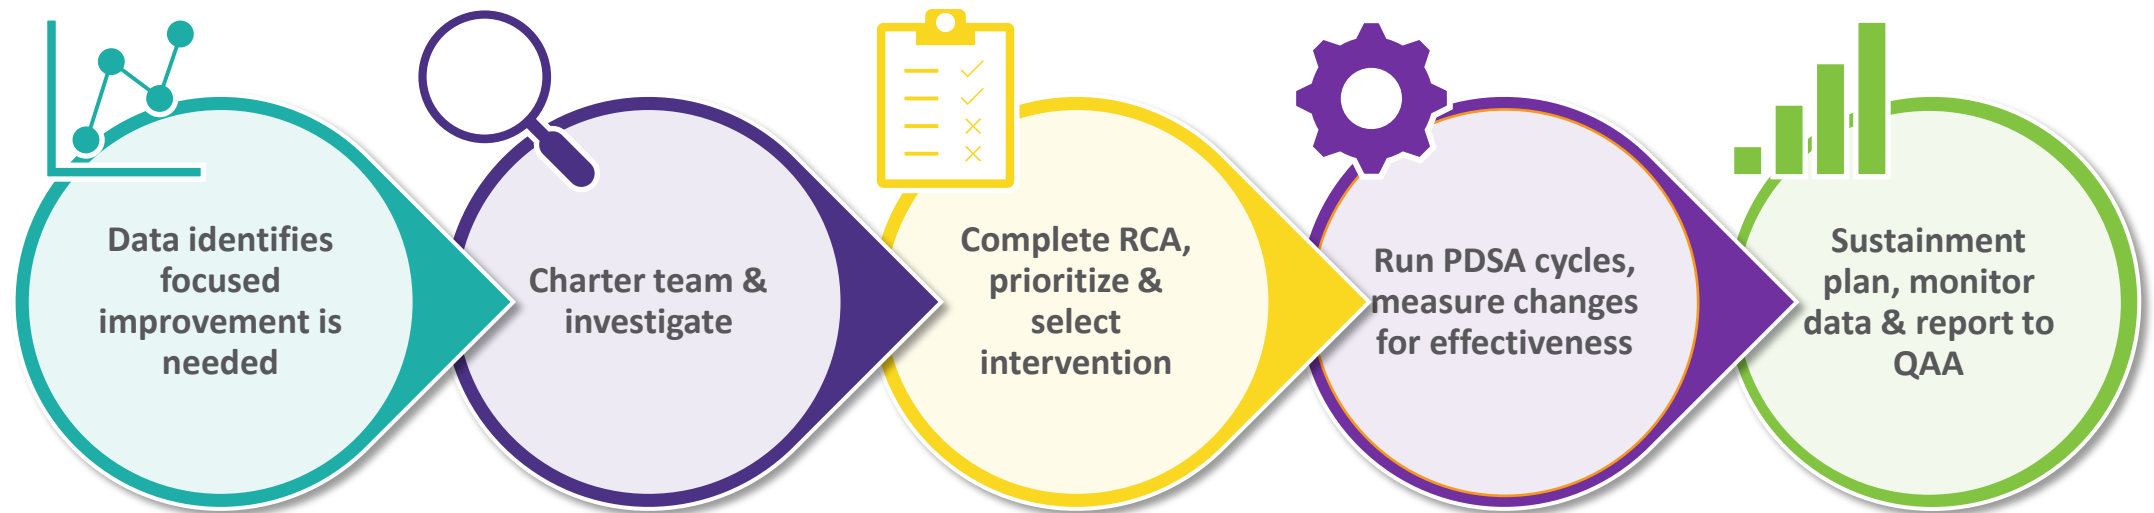 Data identifies
focused
improvement is
needed
Charter team &
investigate
Complete RCA,
prioritize &
select
intervention
Run PDSA cycles,
measure changes
for effectiveness
Sustainment
plan, monitor
data & report to
QAA